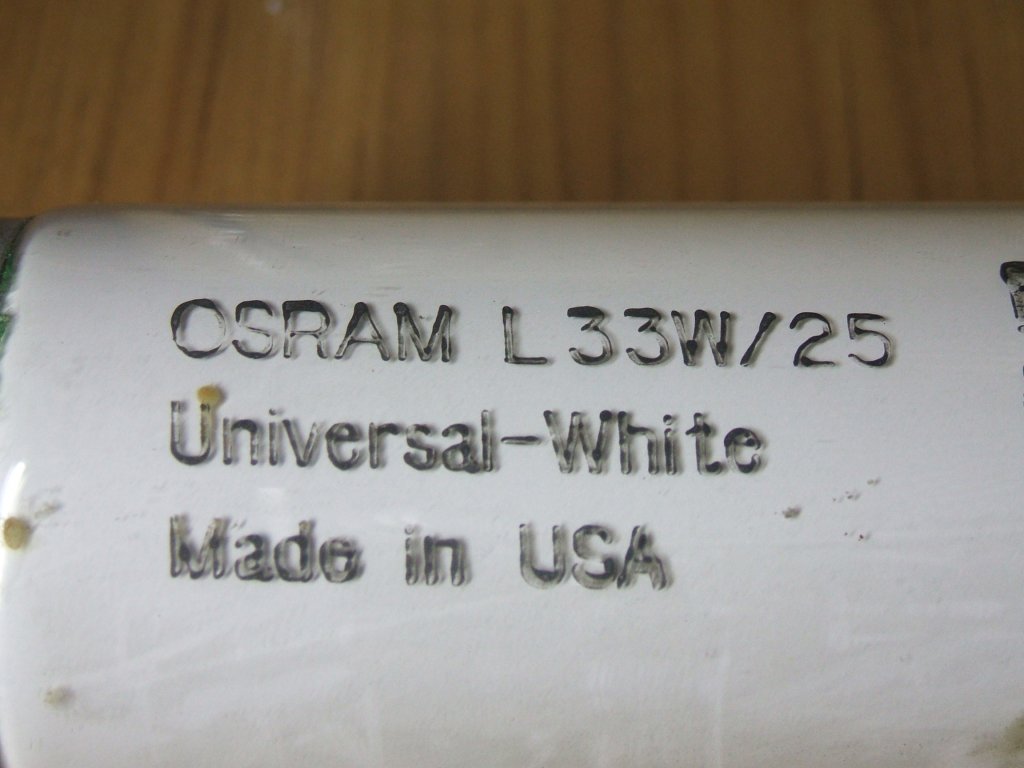 OSRAM L33W/25
Universal-White
Made in USA